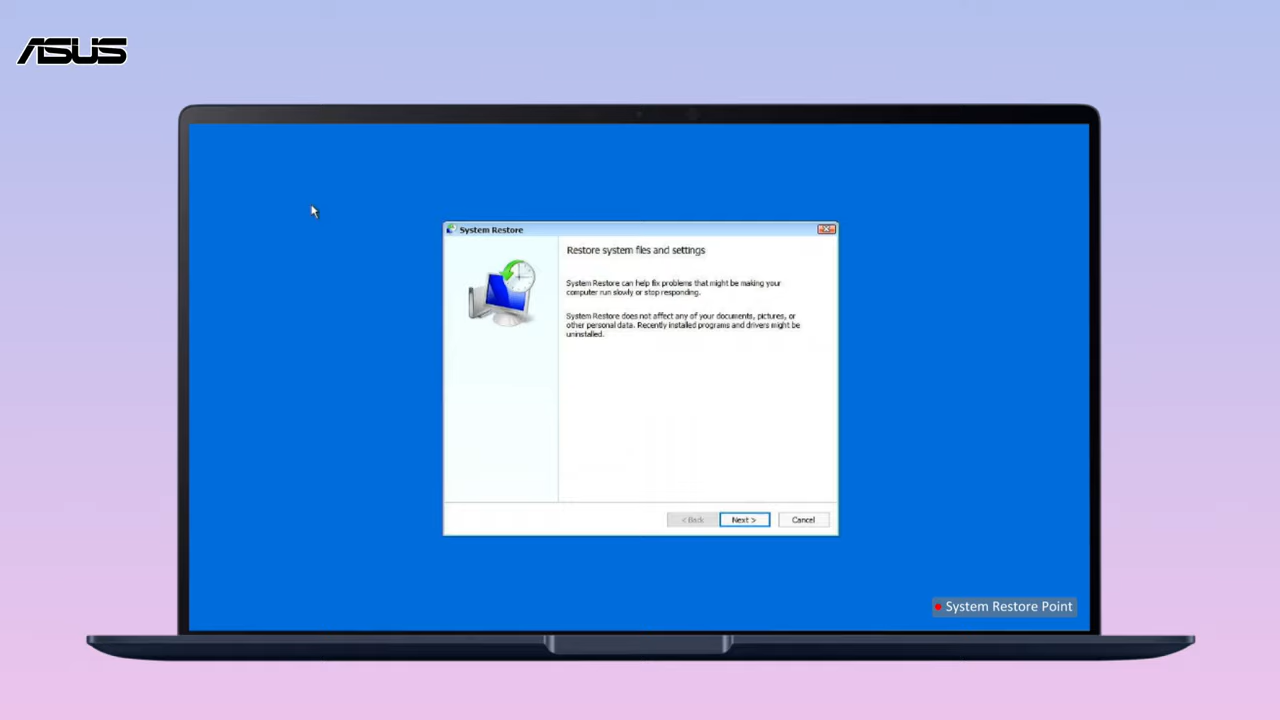 ASUS
System Restore
Restore system files and settings
System Restore can help fix problems that might be making your
computer run slowly or stop responding.
System Restore does not affect any of your documents, pictures, or
other personal data. Recently installed programs and drivers might be
uninstalled.
< Back
Next >
Cancel
System Restore Point